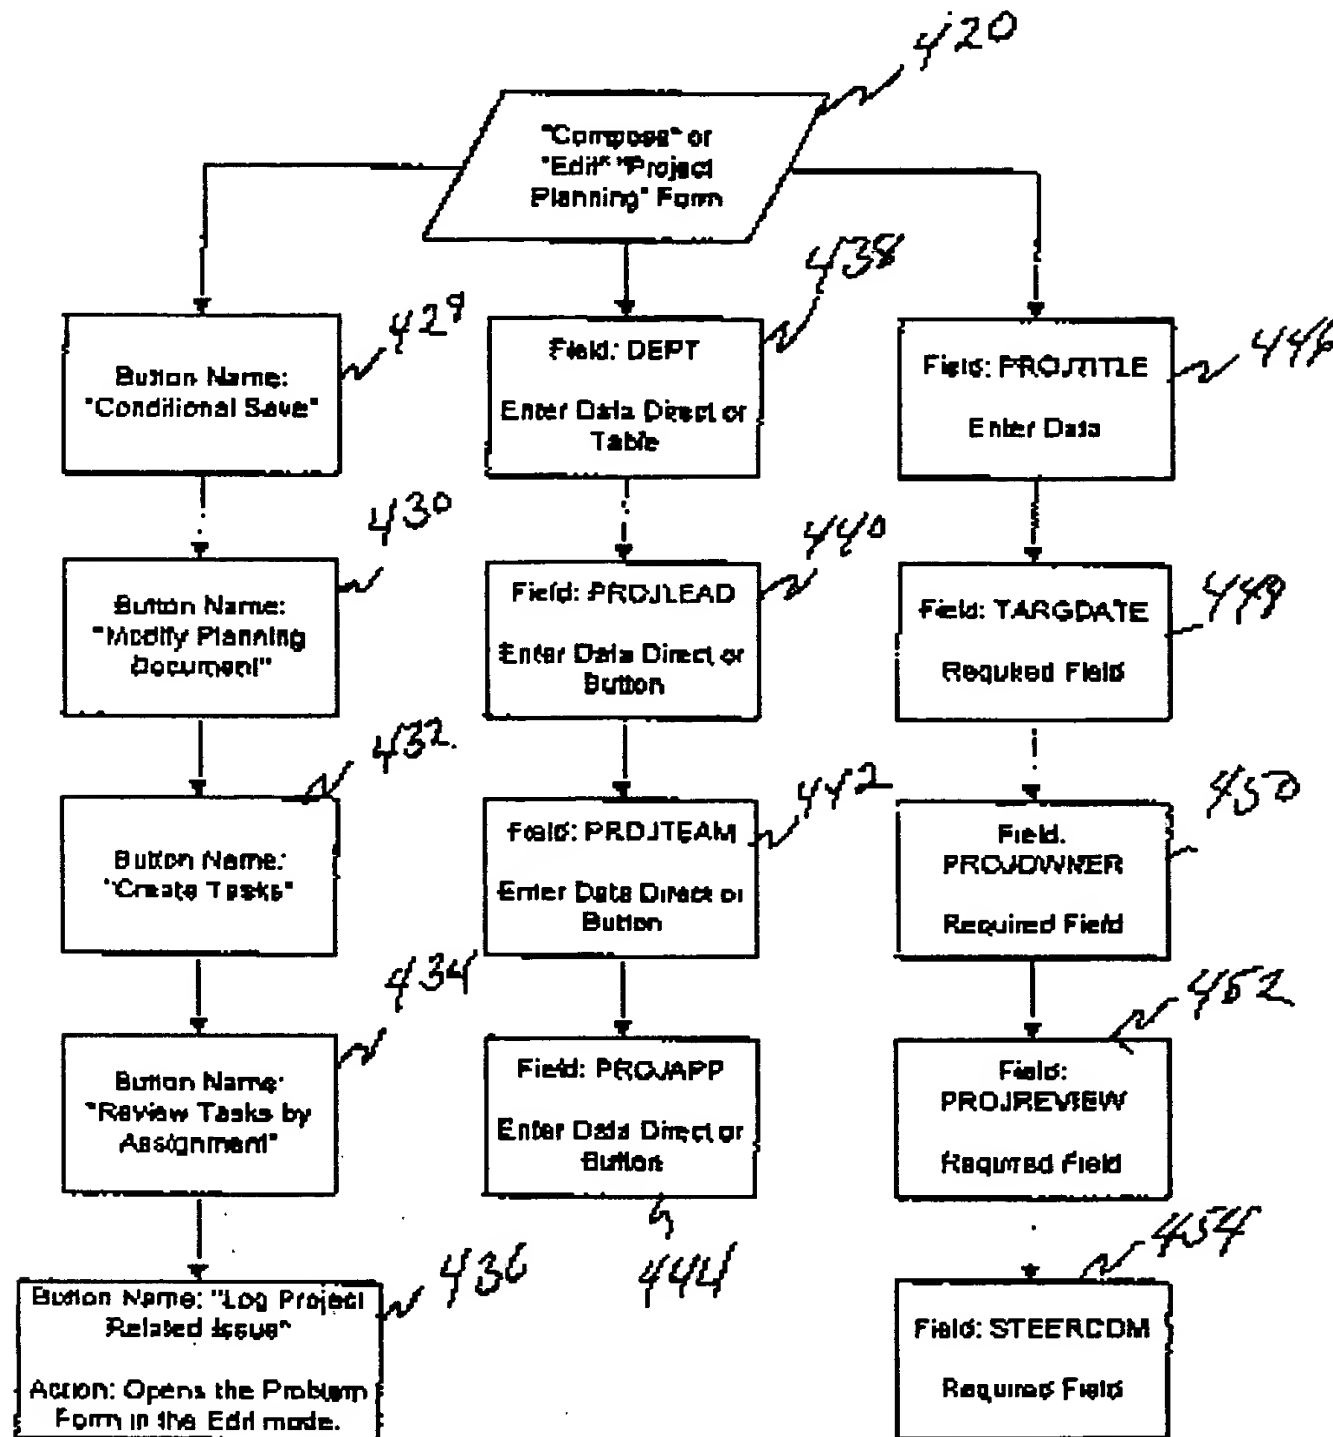 420
"Compose" or
"Edit" "Project
Planning" Form
Button Name:
"Conditional Save"
Button Name:
"Modify Planning
Document"
430
Button Name:
"Create Tasks"
432
Button Name:
"Review Tasks by
Assignment"
434
Button Name: "Log Project
Related Issue"
Action: Opens the Problem
Form in the Edit mode.
436
Field: DEPT
Enter Data Direct or
Table
438
Field: PROJLEAD
Enter Data Direct or
Button
440
Field: PROJTEAM
Enter Data Direct or
Button
442
Field: PROJAPP
Enter Data Direct or
Button
444
Field: PROJTITLE
Enter Data
446
Field: TARGDATE
Required Field
Field:
PROJOWNER
Required Field
450
Field:
PROJREVIEW
Required Field
452
Field: STEERCOM
Required Field
454